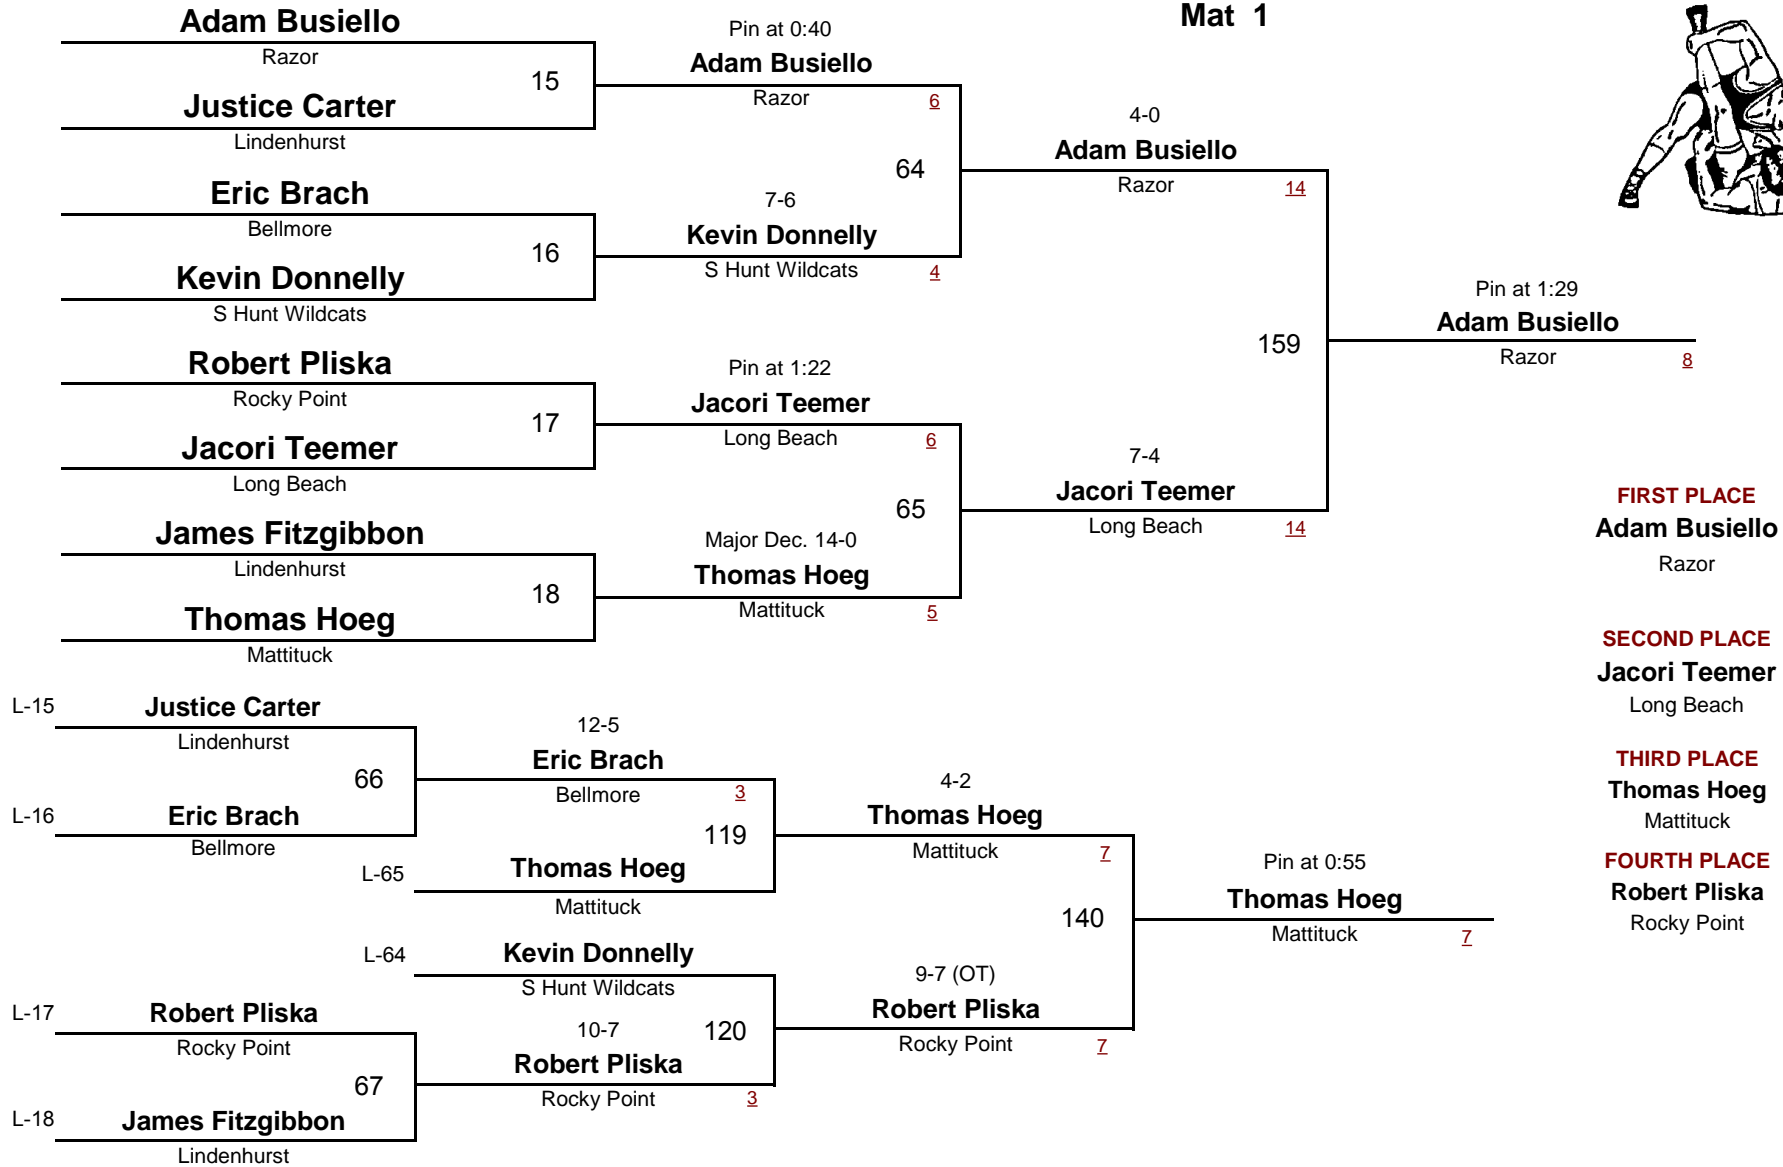 Mat 1
Adam Busiello
Razor
15
Justice Carter
Lindenhurst
Eric Brach
Bellmore
16
Kevin Donnelly
S Hunt Wildcats
Robert Pliska
Rocky Point
17
Jacori Teemer
Long Beach
James Fitzgibbon
Lindenhurst
18
Thomas Hoeg
Mattituck
Pin at 0:40
Adam Busiello
Razor
6
64
7-6
Kevin Donnelly
S Hunt Wildcats
4
Pin at 1:22
Jacori Teemer
Long Beach
6
65
Major Dec. 14-0
Thomas Hoeg
Mattituck
5
4-0
Adam Busiello
Razor
14
159
7-4
Jacori Teemer
Long Beach
14
Pin at 1:29
Adam Busiello
Razor
8
FIRST PLACE
Adam Busiello
Razor
SECOND PLACE
Jacori Teemer
Long Beach
THIRD PLACE
Thomas Hoeg
Mattituck
FOURTH PLACE
Robert Pliska
Rocky Point
L-15
Justice Carter
Lindenhurst
66
L-16
Eric Brach
Bellmore
12-5
Eric Brach
Bellmore
3
119
L-65
Thomas Hoeg
Mattituck
L-64
Kevin Donnelly
S Hunt Wildcats
L-17
Robert Pliska
Rocky Point
67
L-18
James Fitzgibbon
Lindenhurst
10-7
120
Robert Pliska
Rocky Point
3
4-2
Thomas Hoeg
Mattituck
7
140
9-7 (OT)
Robert Pliska
Rocky Point
7
Pin at 0:55
Thomas Hoeg
Mattituck
7